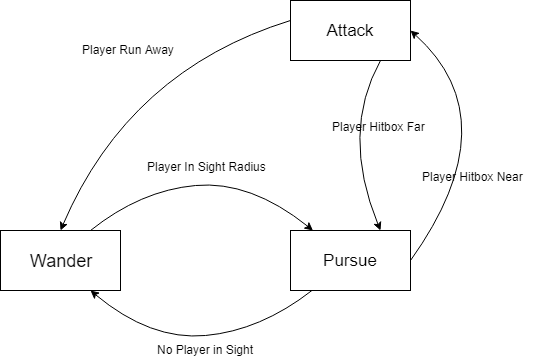 Attack
Player Run Away
Player Hitbox Far
Player In Sight Radius
Player Hitbox Near
Wander
Pursue
No Player in Sight